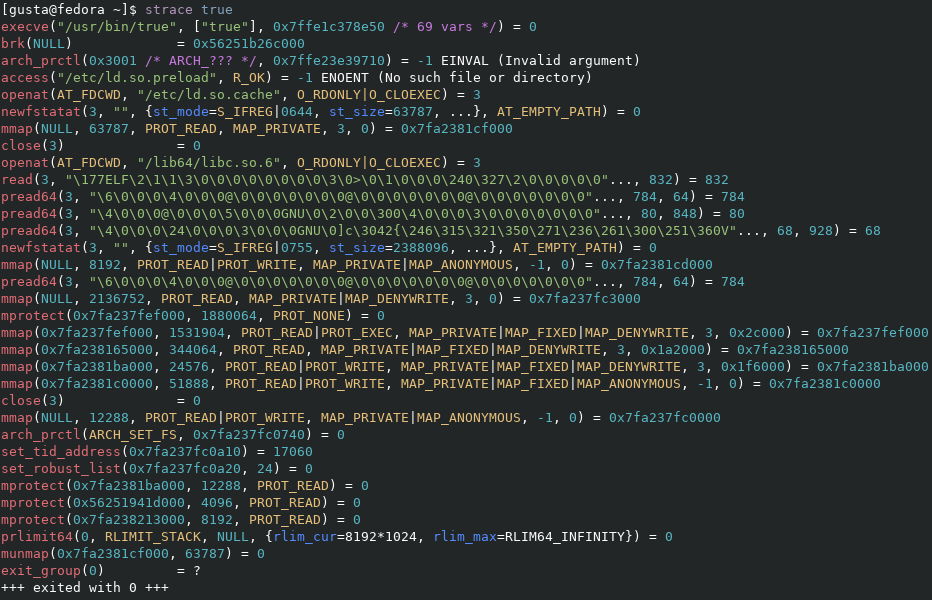 [gusta@fedora ~]$ strace true
execve("/usr/bin/true", ["true"], 0x7ffe1c378e50 /* 69 vars */) = 0
brk(NULL)                = 0x56251b26c000
arch_prctl(0x3001 /* ARCH_??? */, 0x7ffe23e39710) = -1 EINVAL (Invalid argument)
access("/etc/ld.so.preload", R_OK) = -1 ENOENT (No such file or directory)
openat(AT_FDCWD, "/etc/ld.so.cache", O_RDONLY|O_CLOEXEC) = 3
newfstatat(3, "", {st_mode=S_IFREG|0644, st_size=63787, ...}, AT_EMPTY_PATH) = 0
mmap(NULL, 63787, PROT_READ, MAP_PRIVATE, 3, 0) = 0x7fa2381cf000
close(3)                = 0
openat(AT_FDCWD, "/lib64/libc.so.6", O_RDONLY|O_CLOEXEC) = 3
read(3, "\177ELF\2\1\1\3\0\0\0\0\0\0\0\0\3\0>\0\1\0\0\0\240\327\2\0\0\0\0\0"..., 832) = 832
pread64(3, "\6\0\0\0\4\0\0\0@\0\0\0\0\0\0\0@\0\0\0\0\0\0\0@\0\0\0\0\0\0\0"..., 784, 64) = 784
pread64(3, "\4\0\0\0@\0\0\0\5\0\0\0GNU\0\2\0\0\300\4\0\0\0\3\0\0\0\0\0\0\0"..., 80, 848) = 80
pread64(3, "\4\0\0\0\24\0\0\0\3\0\0\0GNU\0]c\3042{\246\315\321\350\271\236\261\300\251\360V"..., 68, 928) = 68
newfstatat(3, "", {st_mode=S_IFREG|0755, st_size=2388096, ...}, AT_EMPTY_PATH) = 0
mmap(NULL, 8192, PROT_READ|PROT_WRITE, MAP_PRIVATE|MAP_ANONYMOUS, -1, 0) = 0x7fa2381cd000
pread64(3, "\6\0\0\0\4\0\0\0@\0\0\0\0\0\0\0@\0\0\0\0\0\0\0@\0\0\0\0\0\0\0"..., 784, 64) = 784
mmap(NULL, 2136752, PROT_READ, MAP_PRIVATE|MAP_DENYWRITE, 3, 0) = 0x7fa237fc3000
mprotect(0x7fa237fef000, 1880064, PROT_NONE) = 0
mmap(0x7fa237fef000, 1531904, PROT_READ|PROT_EXEC, MAP_PRIVATE|MAP_FIXED|MAP_DENYWRITE, 3, 0x2c000) = 0x7fa237fef000
mmap(0x7fa238165000, 344064, PROT_READ, MAP_PRIVATE|MAP_FIXED|MAP_DENYWRITE, 3, 0x1a2000) = 0x7fa238165000
mmap(0x7fa2381ba000, 24576, PROT_READ|PROT_WRITE, MAP_PRIVATE|MAP_FIXED|MAP_DENYWRITE, 3, 0x1f6000) = 0x7fa2381ba000
mmap(0x7fa2381c0000, 51888, PROT_READ|PROT_WRITE, MAP_PRIVATE|MAP_FIXED|MAP_ANONYMOUS, -1, 0) = 0x7fa2381c0000
close(3)                = 0
mmap(NULL, 12288, PROT_READ|PROT_WRITE, MAP_PRIVATE|MAP_ANONYMOUS, -1, 0) = 0x7fa237fc0000
arch_prctl(ARCH_SET_FS, 0x7fa237fc0740) = 0
set_tid_address(0x7fa237fc0a10) = 17060
set_robust_list(0x7fa237fc0a20, 24) = 0
mprotect(0x7fa2381ba000, 12288, PROT_READ) = 0
mprotect(0x56251941d000, 4096, PROT_READ) = 0
mprotect(0x7fa238213000, 8192, PROT_READ) = 0
prlimit64(0, RLIMIT_STACK, NULL, {rlim_cur=8192*1024, rlim_max=RLIM64_INFINITY}) = 0
munmap(0x7fa2381cf000, 63787) = 0
exit_group(0)           = ?
+++ exited with 0 +++